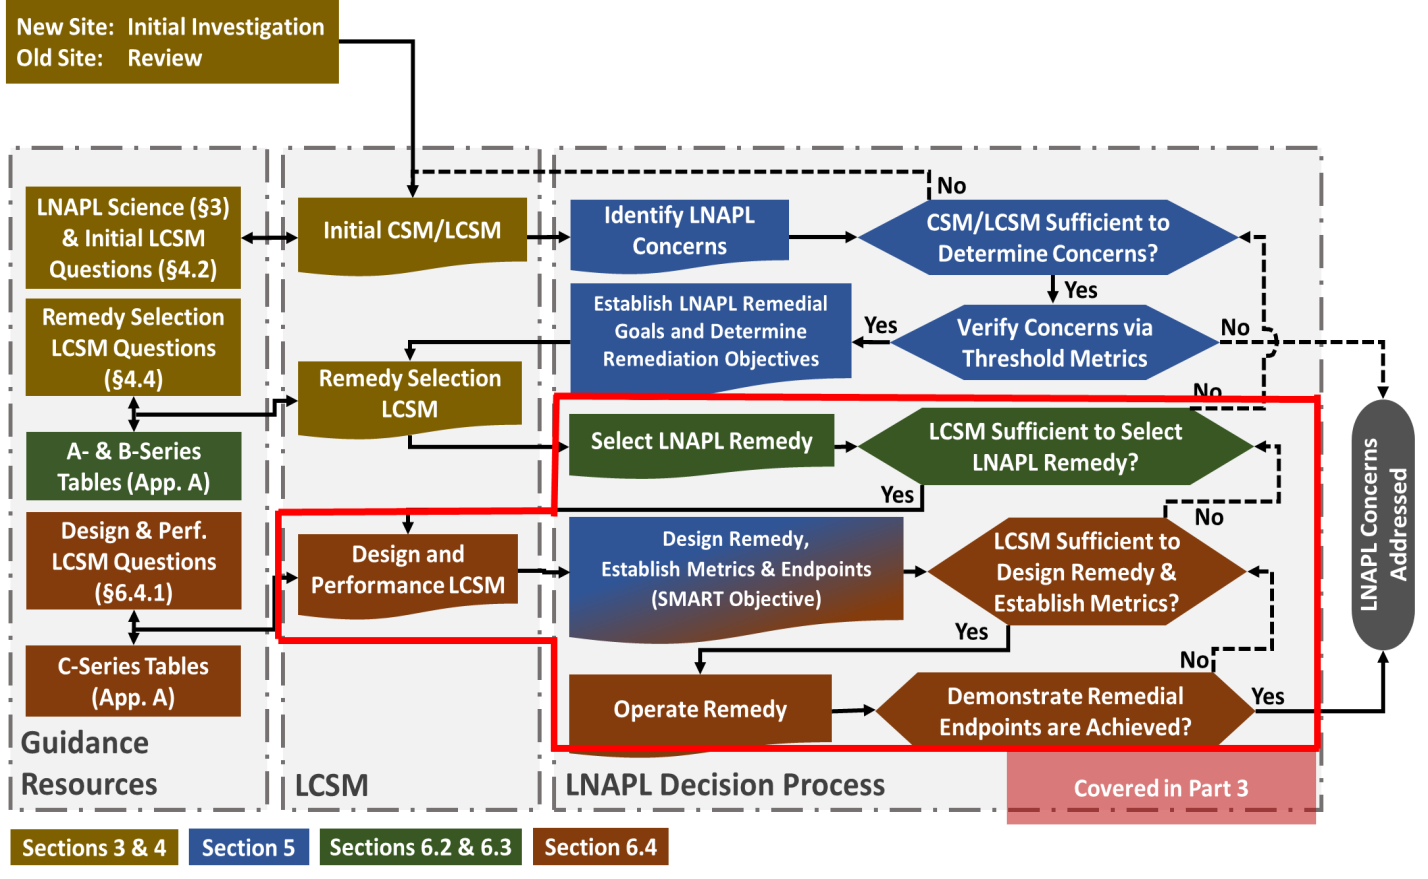 New Site: Initial Investigation
Old Site: Review
LNAPL Science (§3)
& Initial LCSM
Questions (§4.2)
Remedy Selection
LCSM Questions
(§4.4)
A- & B-Series
Tables (App. A)
Design & Perf.
LCSM Questions
(§6.4.1)
C-Series Tables
(App. A)
Guidance
Resources
Initial CSM/LCSM
Remedy Selection
LCSM
Design and
Performance LCSM
LCSM
Identify LNAPL
Concerns
No
CSM/LCSM Sufficient to
Determine Concerns?
Yes
Establish LNAPL Remedial
Goals and Determine
Remediation Objectives
Yes
Verify Concerns via
Threshold Metrics
No
No
Select LNAPL Remedy
LCSM Sufficient to Select
LNAPL Remedy?
Yes
No
Design Remedy,
Establish Metrics & Endpoints
(SMART Objective)
LCSM Sufficient to
Design Remedy &
Establish Metrics?
Yes
No
Operate Remedy
Demonstrate Remedial
Endpoints are Achieved?
Yes
LNAPL Decision Process
Covered in Part 3
LNAPL Concerns
Addressed
Sections 3 & 4
Section 5
Sections 6.2 & 6.3
Section 6.4